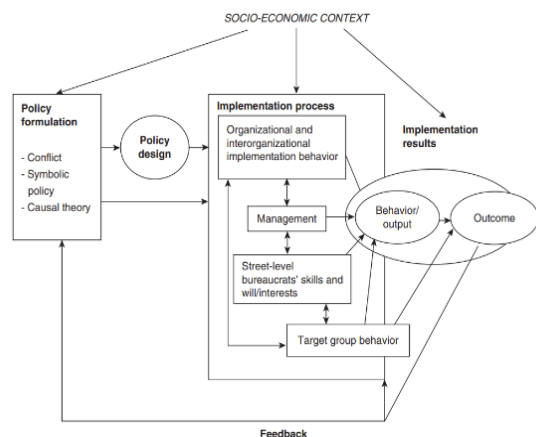 SOCIO-ECONOMIC CONTEXT
Policy
formulation
- Conflict
- Symbolic
policy
- Causal theory
Policy
design
Implementation process
Organizational and
interorganizational
implementation behavior
Management
Street-level
bureaucrats' skills and
will/interests
Target group behavior
Implementation
results
Behavior/
output
Outcome
Feedback